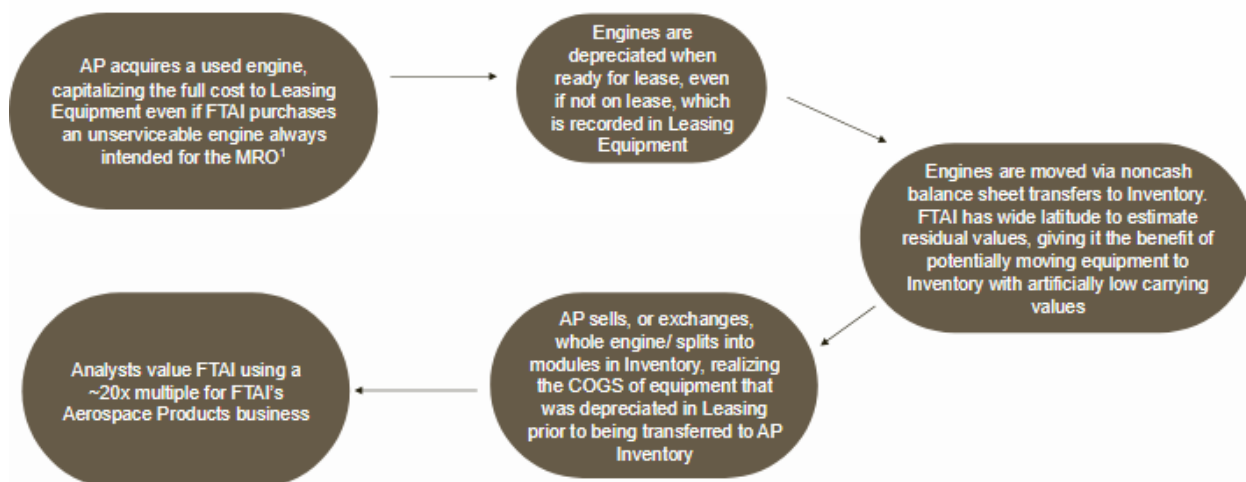 AP acquires a used engine,
capitalizing the full cost to Leasing
Equipment even if FTAI purchases
an unserviceable engine always
intended for the MRO¹
Engines are
depreciated when
ready for lease, even
if not on lease, which
is recorded in Leasing
Equipment
Engines are moved via noncash
balance sheet transfers to Inventory.
FTAI has wide latitude to estimate
residual values, giving it the benefit of
potentially moving equipment to
Inventory with artificially low carrying
values
AP sells, or exchanges,
whole engine/ splits into
modules in Inventory, realizing
the COGS of equipment that
was depreciated in Leasing
prior to being transferred to AP
Inventory
Analysts value FTAI using a
~20x multiple for FTAI's
Aerospace Products business